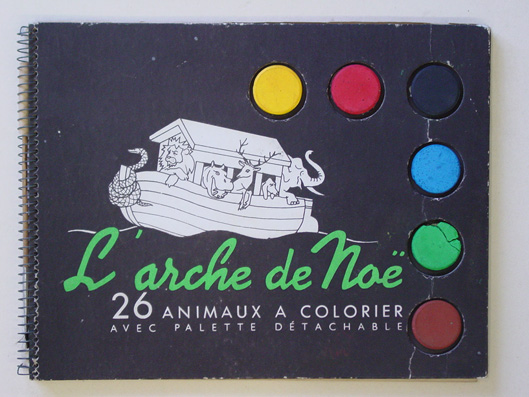 L'arche de Noë
26 ANIMAUX A COLORIER
AVEC PALETTE DÉTACHABLE